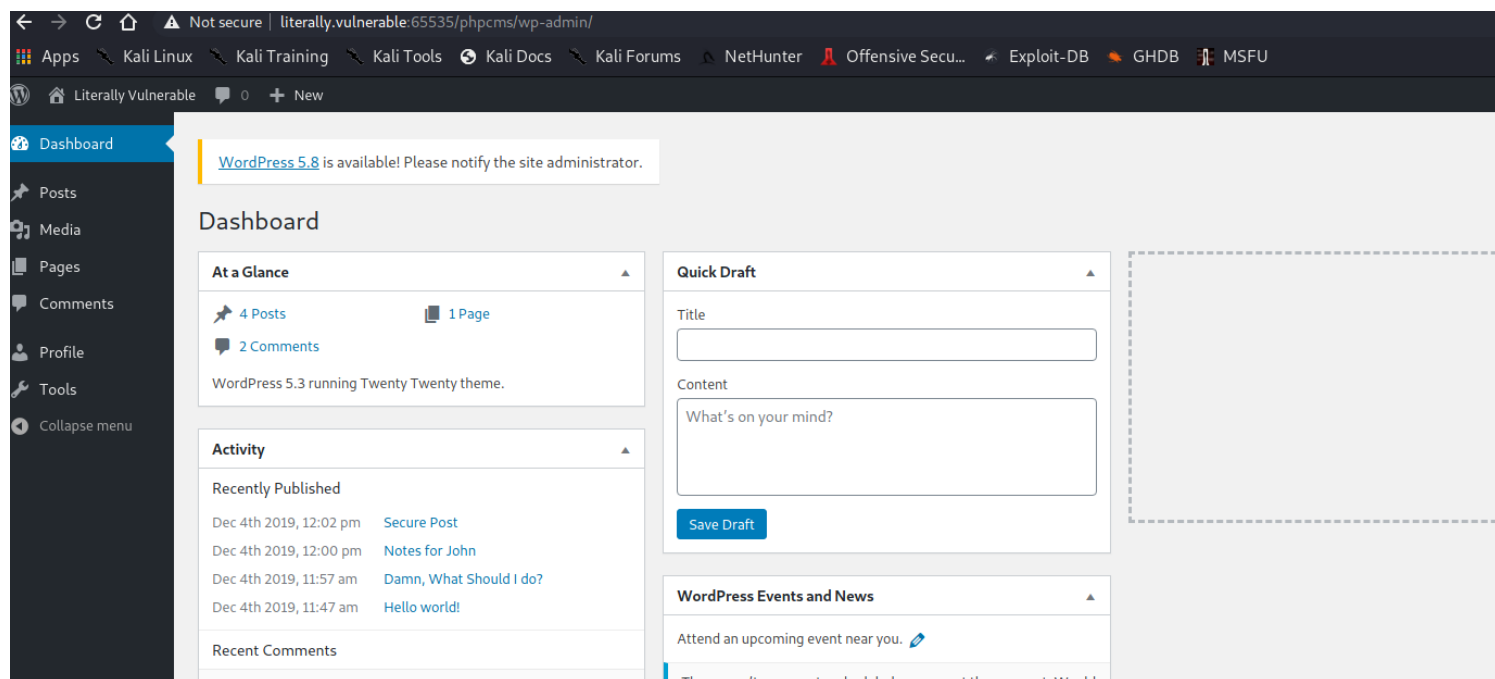 Not secure | literally.vulnerable:65535/phpcms/wp-admin/
Apps Kali Linux Kali Training Kali Tools Kali Docs Kali Forums NetHunter Offensive Secu... Exploit-DB GHDB MSFU
Literally Vulnerable 0 + New
Dashboard
Posts
Media
Pages
Comments
Profile
Tools
Collapse menu
WordPress 5.8 is available! Please notify the site administrator.
Dashboard
At a Glance
4 Posts 1 Page
2 Comments
WordPress 5.3 running Twenty Twenty theme.
Activity
Recently Published
Dec 4th 2019, 12:02 pm Secure Post
Dec 4th 2019, 12:00 pm Notes for John
Dec 4th 2019, 11:57 am Damn, What Should I do?
Dec 4th 2019, 11:47 am Hello world!
Recent Comments
Quick Draft
Title
Content
What's on your mind?
Save Draft
WordPress Events and News
Attend an upcoming event near you.